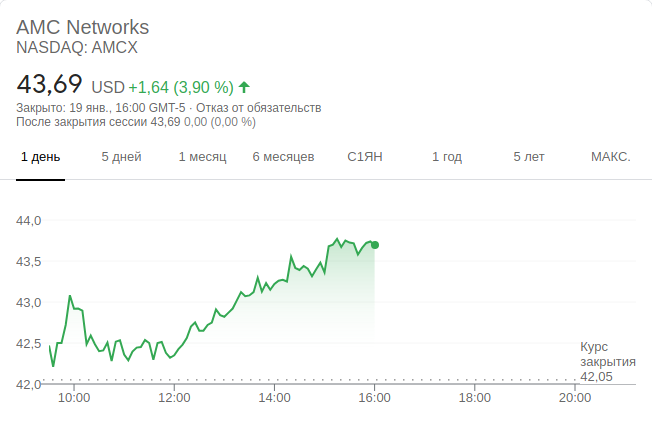 AMC Networks
NASDAQ: AMCX
43,69 USD +1,64 (3,90 %)
Закрыто: 19 янв., 16:00 GMT-5 · Отказ от обязательств
После закрытия сессии 43,69 0,00 (0,00 %)
1 день 5 дней 1 месяц 6 месяцев С1ЯН 1 год 5 лет МАКС.
44,0
43,5
43,0
42,5
Курс
закрытия
42,05
42,0
10:00 12:00 14:00 16:00 18:00 20:00